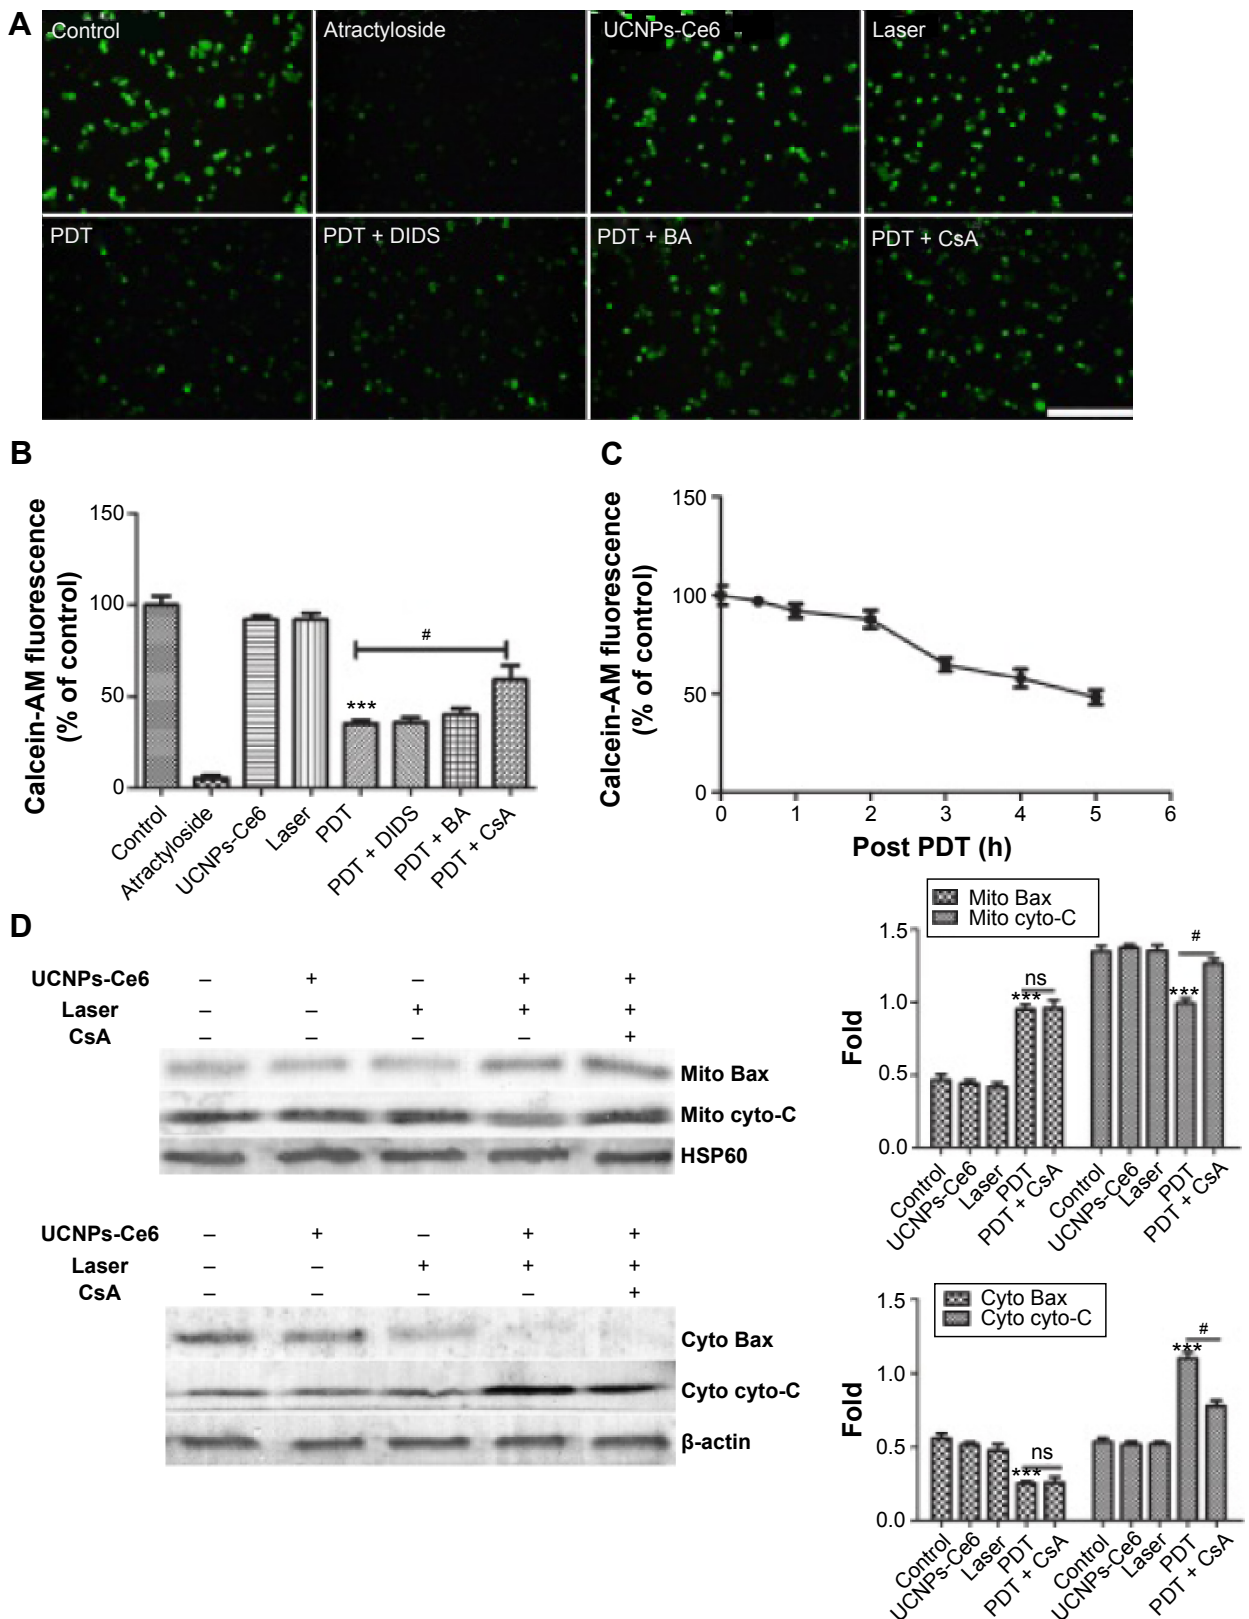 A
Control
Atractyloside
UCNPs-Ce6
Laser
PDT
PDT + DIDS
PDT + BA
PDT + CsA
B
Calcein-AM fluorescence
(% of control)
150
100
50
0
***
#
Control
Atractyloside
UCNPs-Ce6
Laser
PDT
PDT + DIDS
PDT + BA
PDT + CsA
C
Calcein-AM fluorescence
(% of control)
150
100
50
0
0 1 2 3 4 5 6
Post PDT (h)
D
UCNPs-Ce6 – + – + +
Laser – – + + +
CsA – – – – +
Mito Bax
Mito cyto-C
HSP60
Mito Bax
Mito cyto-C
Fold
1.5
1.0
0.5
0.0
***
ns
***
#
Control
UCNPs-Ce6
Laser
PDT
PDT + CsA
Control
UCNPs-Ce6
Laser
PDT
PDT + CsA
UCNPs-Ce6 – + – + +
Laser – – + + +
CsA – – – – +
Cyto Bax
Cyto cyto-C
β-actin
Cyto Bax
Cyto cyto-C
Fold
1.5
1.0
0.5
0.0
***
ns
***
#
Control
UCNPs-Ce6
Laser
PDT
PDT + CsA
Control
UCNPs-Ce6
Laser
PDT
PDT + CsA